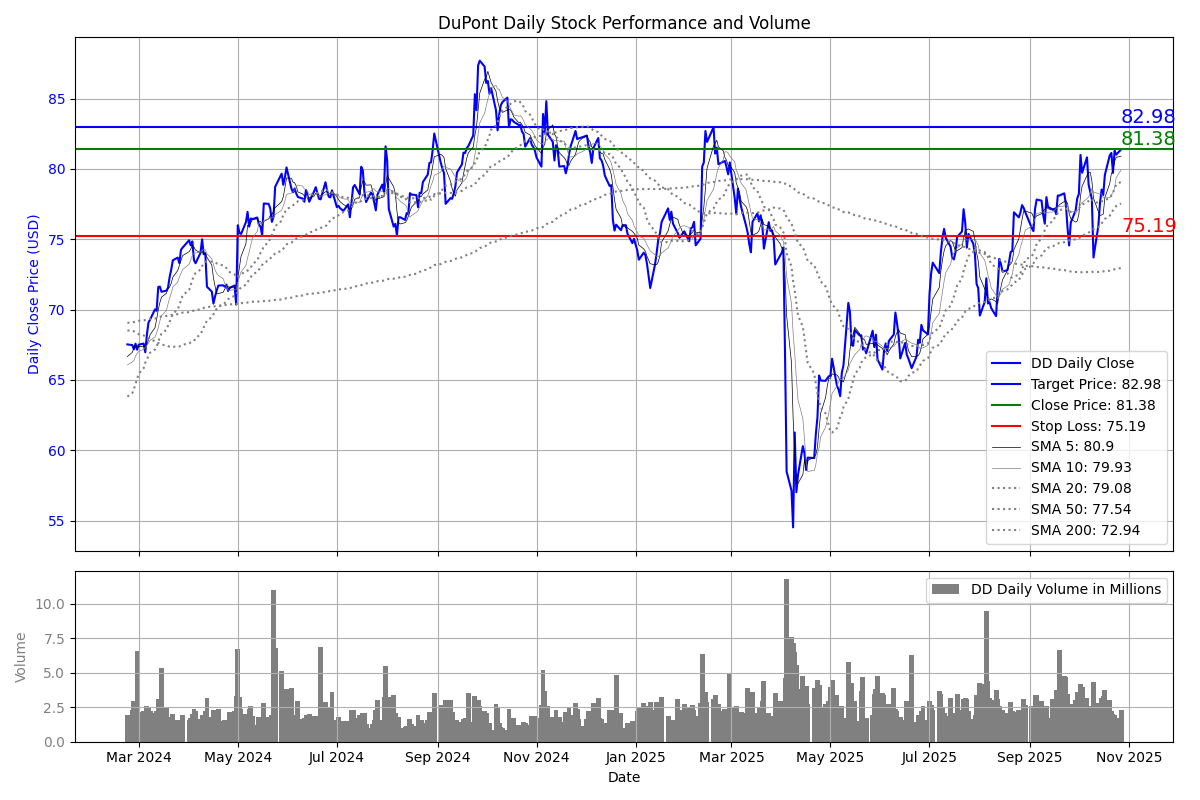 DuPont Daily Stock Performance and Volume
Daily Close Price (USD)
85
80
75
70
65
60
55
82.98
81.38
75.19
DD Daily Close
Target Price: 82.98
Close Price: 81.38
Stop Loss: 75.19
SMA 5: 80.9
SMA 10: 79.93
SMA 20: 79.08
SMA 50: 77.54
SMA 200: 72.94
Volume
10.0
7.5
5.0
2.5
0.0
DD Daily Volume in Millions
Mar 2024 May 2024 Jul 2024 Sep 2024 Nov 2024 Jan 2025 Mar 2025 May 2025 Jul 2025 Sep 2025 Nov 2025
Date